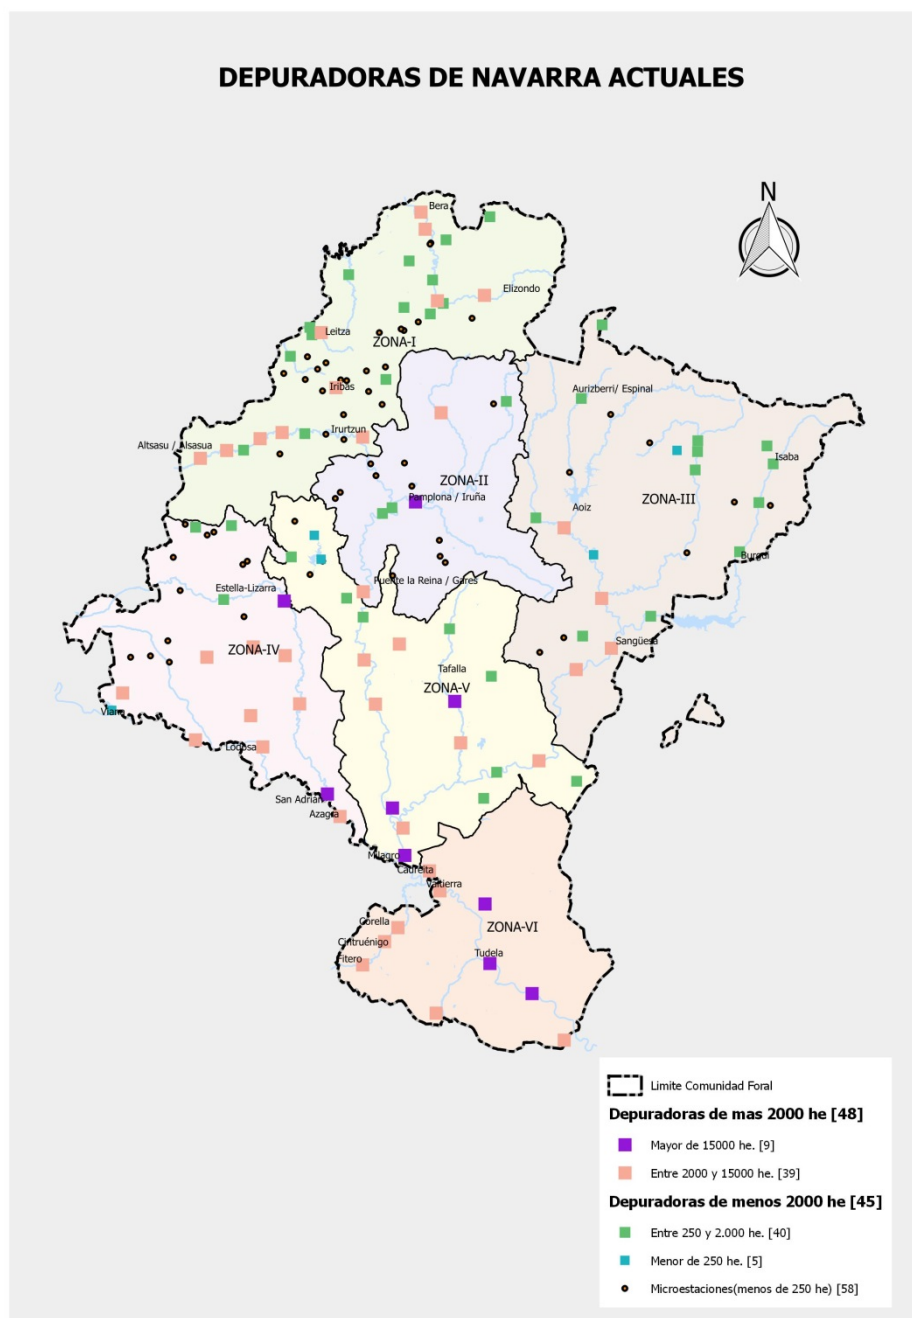 DEPURADORAS DE NAVARRA ACTUALES
N
Bera
Elizondo
Leitza
ZONA-I
Iribas
Aurizberri/ Espinal
Irurtzun
Altsasu / Alsasua
Isaba
ZONA-II
Pamplona / Iruña
ZONA-III
Aoiz
Burgui
Puente la Reina / Gares
Estella-Lizarra
Sangüesa
ZONA-IV
Tafalla
ZONA-V
Viana
Lodosa
San Adrián
Azagra
Milagro
Cadreita
Valtierra
Corella
ZONA-VI
Cintruénigo
Tudela
Fitero
Limite Comunidad Foral
Depuradoras de mas 2000 he [48]
Mayor de 15000 he. [9]
Entre 2000 y 15000 he. [39]
Depuradoras de menos 2000 he [45]
Entre 250 y 2.000 he. [40]
Menor de 250 he. [5]
Microestaciones(menos de 250 he) [58]